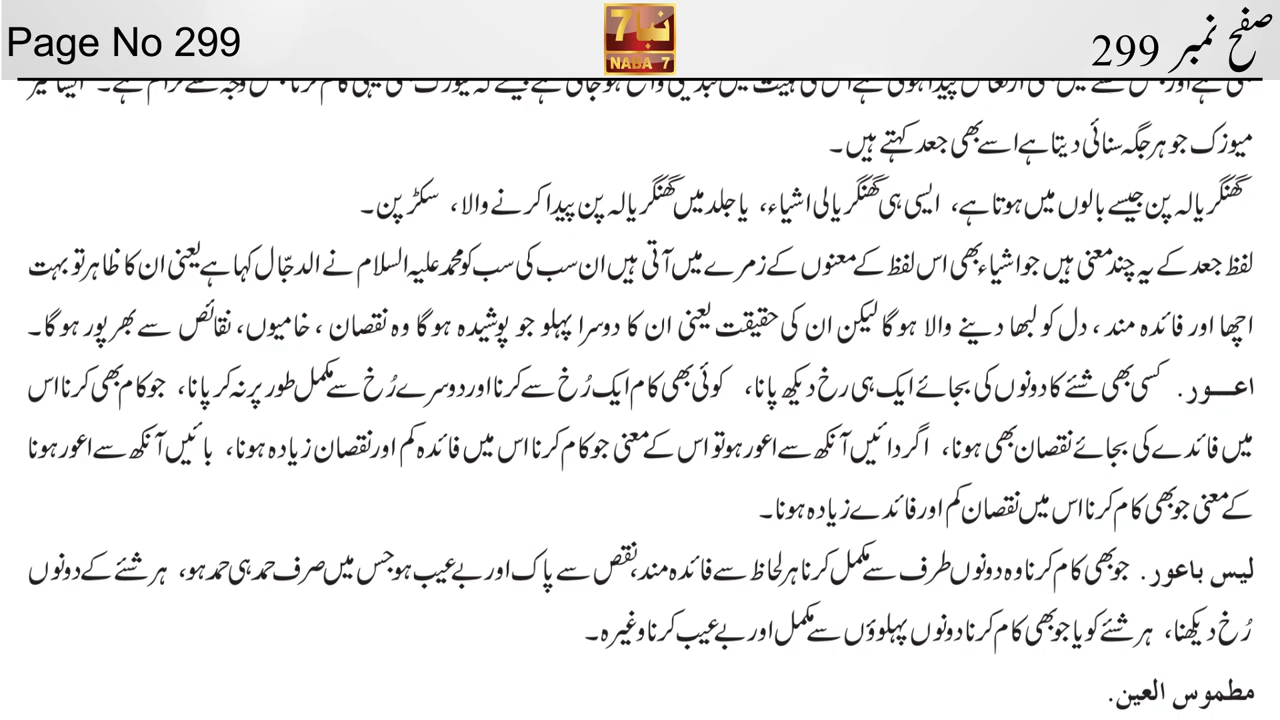 Page No 299
نبا 7
NABA 7
صفحہ نمبر 299
میوزک جو ہر جگہ سنائی دیتا ہے اسے بھی جعد کہتے ہیں۔
گھنگریالہ پن جیسے بالوں میں ہوتا ہے، ایسی ہی گھنگریالی اشیاء، یا جلد میں گھنگریالہ پن پیدا کرنے والا، سکڑ پن۔
لفظ جعد کے یہ چند معنی ہیں جو اشیاء بھی اس لفظ کے معنوں کے زمرے میں آتی ہیں ان سب کی سب کو محمد علیہ السلام نے الدجّال کہا ہے یعنی ان کا ظاہر تو بہت
اچھا اور فائدہ مند، دل کو لبھا دینے والا ہوگا لیکن ان کی حقیقت یعنی ان کا دوسرا پہلو جو پوشیدہ ہوگا وہ نقصان، خامیوں، نقائص سے بھرپور ہوگا۔
اعـــور. کسی بھی شئے کا دونوں کی بجائے ایک ہی رخ دیکھ پانا، کوئی بھی کام ایک رُخ سے کرنا اور دوسرے رُخ سے مکمل طور پر نہ کر پانا، جو کام بھی کرنا اس
میں فائدے کی بجائے نقصان بھی ہونا، اگر دائیں آنکھ سے اعور ہو تو اس کے معنی جو کام کرنا اس میں فائدہ کم اور نقصان زیادہ ہونا، بائیں آنکھ سے اعور ہونا
کے معنی جو بھی کام کرنا اس میں نقصان کم اور فائدے زیادہ ہونا۔
لیس باعور. جو بھی کام کرنا وہ دونوں طرف سے مکمل کرنا ہر لحاظ سے فائدہ مند، نقص سے پاک اور بے عیب ہو جس میں صرف حمد ہی حمد ہو، ہر شئے کے دونوں
رُخ دیکھنا، ہر شئے کو یا جو بھی کام کرنا دونوں پہلوؤں سے مکمل اور بے عیب کرنا وغیرہ۔
مطموس العین.